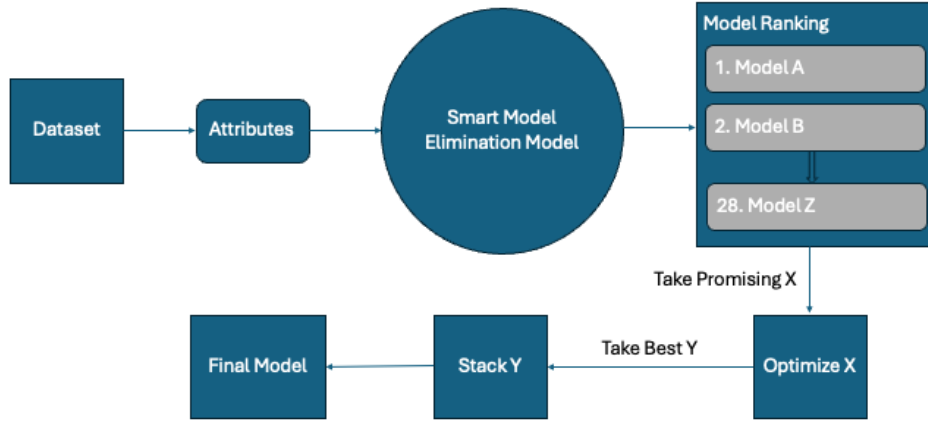 Dataset
Attributes
Smart Model
Elimination Model
Model Ranking
1. Model A
2. Model B
28. Model Z
Take Promising X
Optimize X
Take Best Y
Stack Y
Final Model